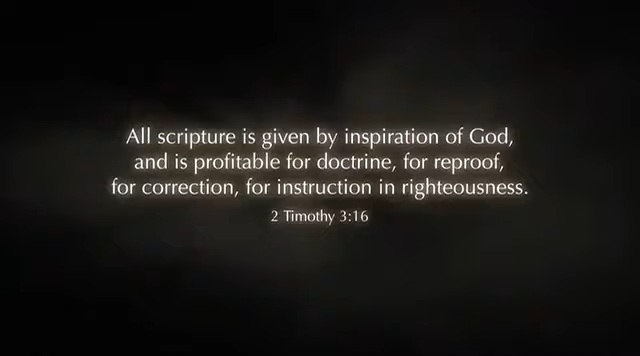 All scripture is given by inspiration of God,
and is profitable for doctrine, for reproof,
for correction, for instruction in righteousness.
2 Timothy 3:16